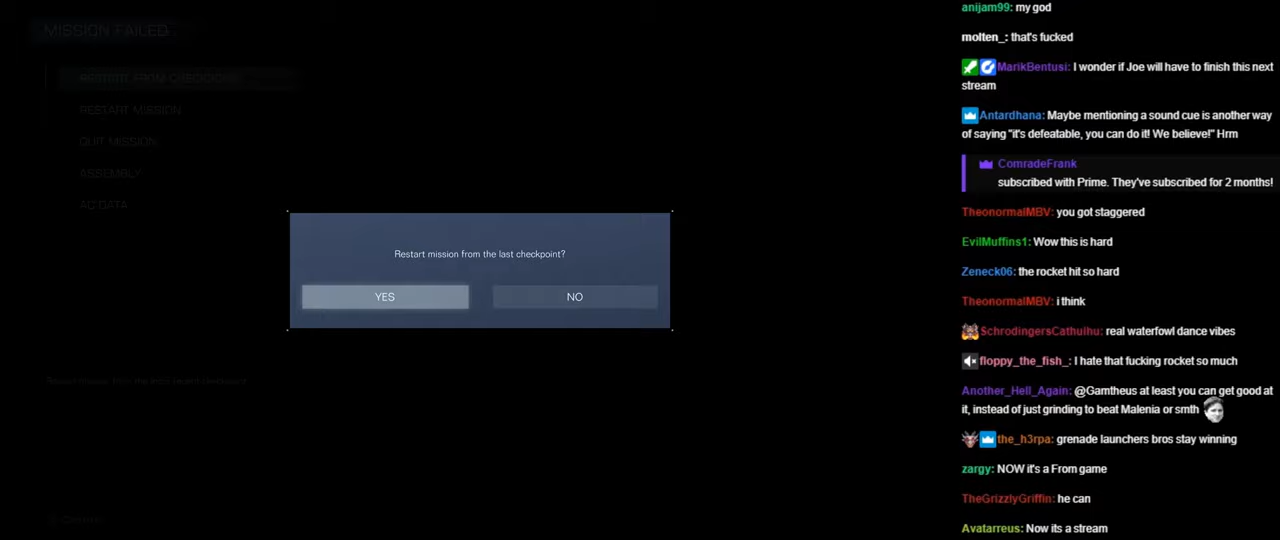 MISSION FAILED
RESTART FROM CHECKPOINT
RESTART MISSION
QUIT MISSION
ASSEMBLY
AC DATA
Restart mission from the last checkpoint?
YES
NO
anijam99: my god
molten_: that's fucked
MarikBentusi: I wonder if Joe will have to finish this next
stream
Antardhana: Maybe mentioning a sound cue is another way
of saying "it's defeatable, you can do it! We believe!" Hrm
ComradeFrank
subscribed with Prime. They've subscribed for 2 months!
TheonormalMBV: you got staggered
EvilMuffins1: Wow this is hard
Zeneck06: the rocket hit so hard
TheonormalMBV: i think
SchrodingersCathulhu: real waterfowl dance vibes
floppy_the_fish_: I hate that fucking rocket so much
Another_Hell_Again: @Gamtheus at least you can get good at
it, instead of just grinding to beat Malenia or smth
the_h3rpa: grenade launchers bros stay winning
zargy: NOW it's a From game
TheGrizzlyGriffin: he can
Avatarreus: Now its a stream